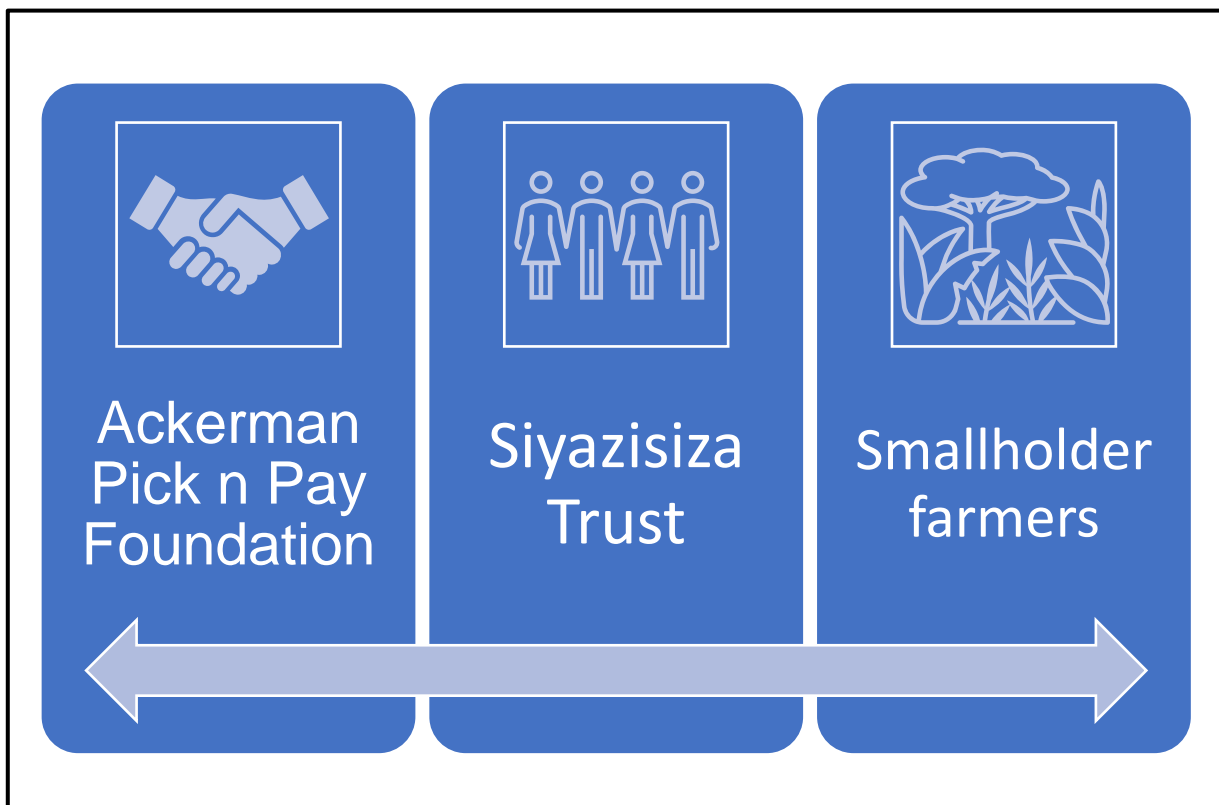 Ackerman
Pick n Pay
Foundation
Siyazisiza
Trust
Smallholder
farmers